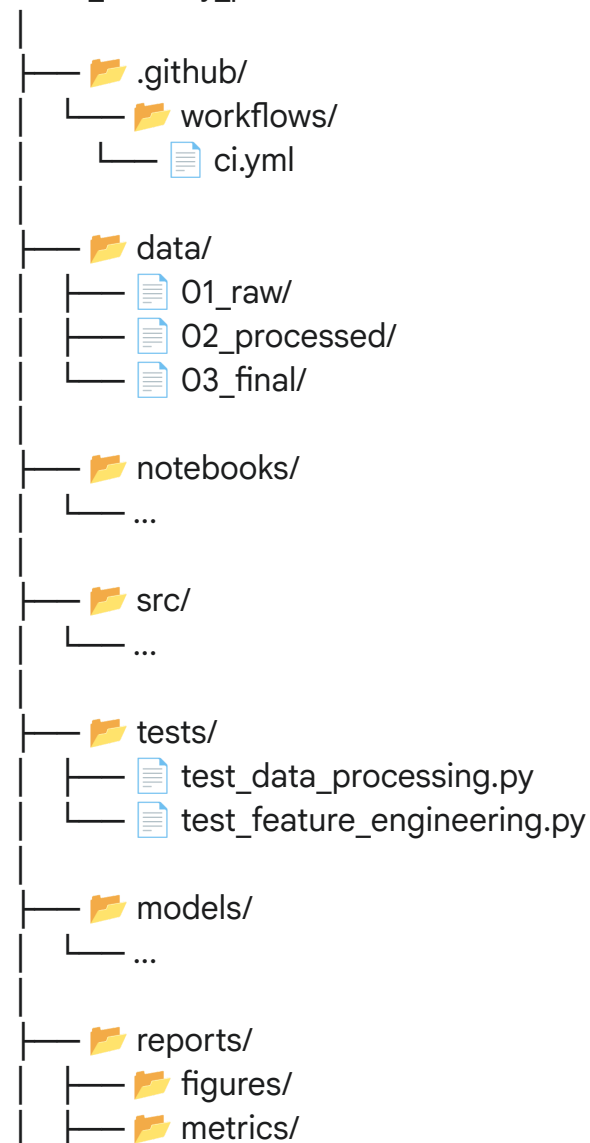 .github/
workflows/
ci.yml
data/
01_raw/
02_processed/
03_final/
notebooks/
...
src/
...
tests/
test_data_processing.py
test_feature_engineering.py
models/
...
reports/
figures/
metrics/